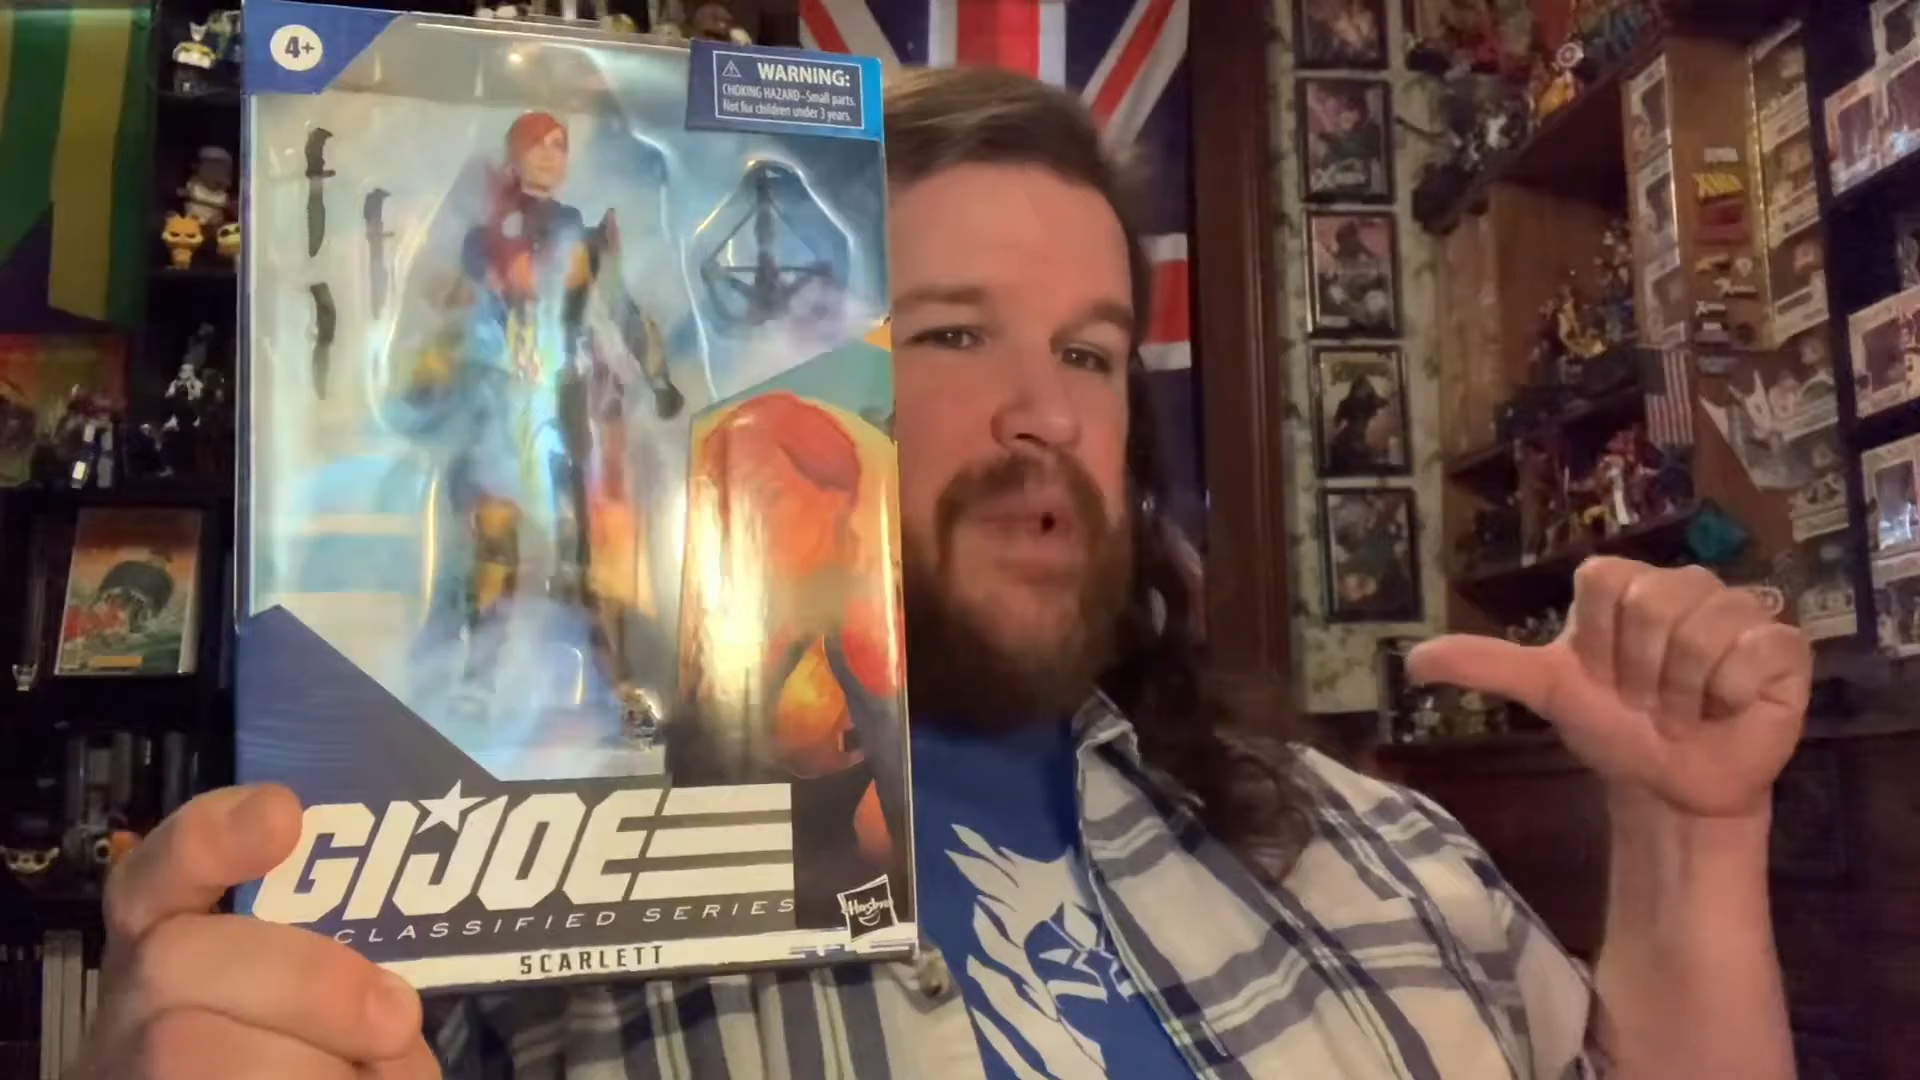 4+
WARNING:
CHOKING HAZARD–Small parts.
Not for children under 3 years.
GI JOE
CLASSIFIED SERIES
Hasbro
SCARLETT